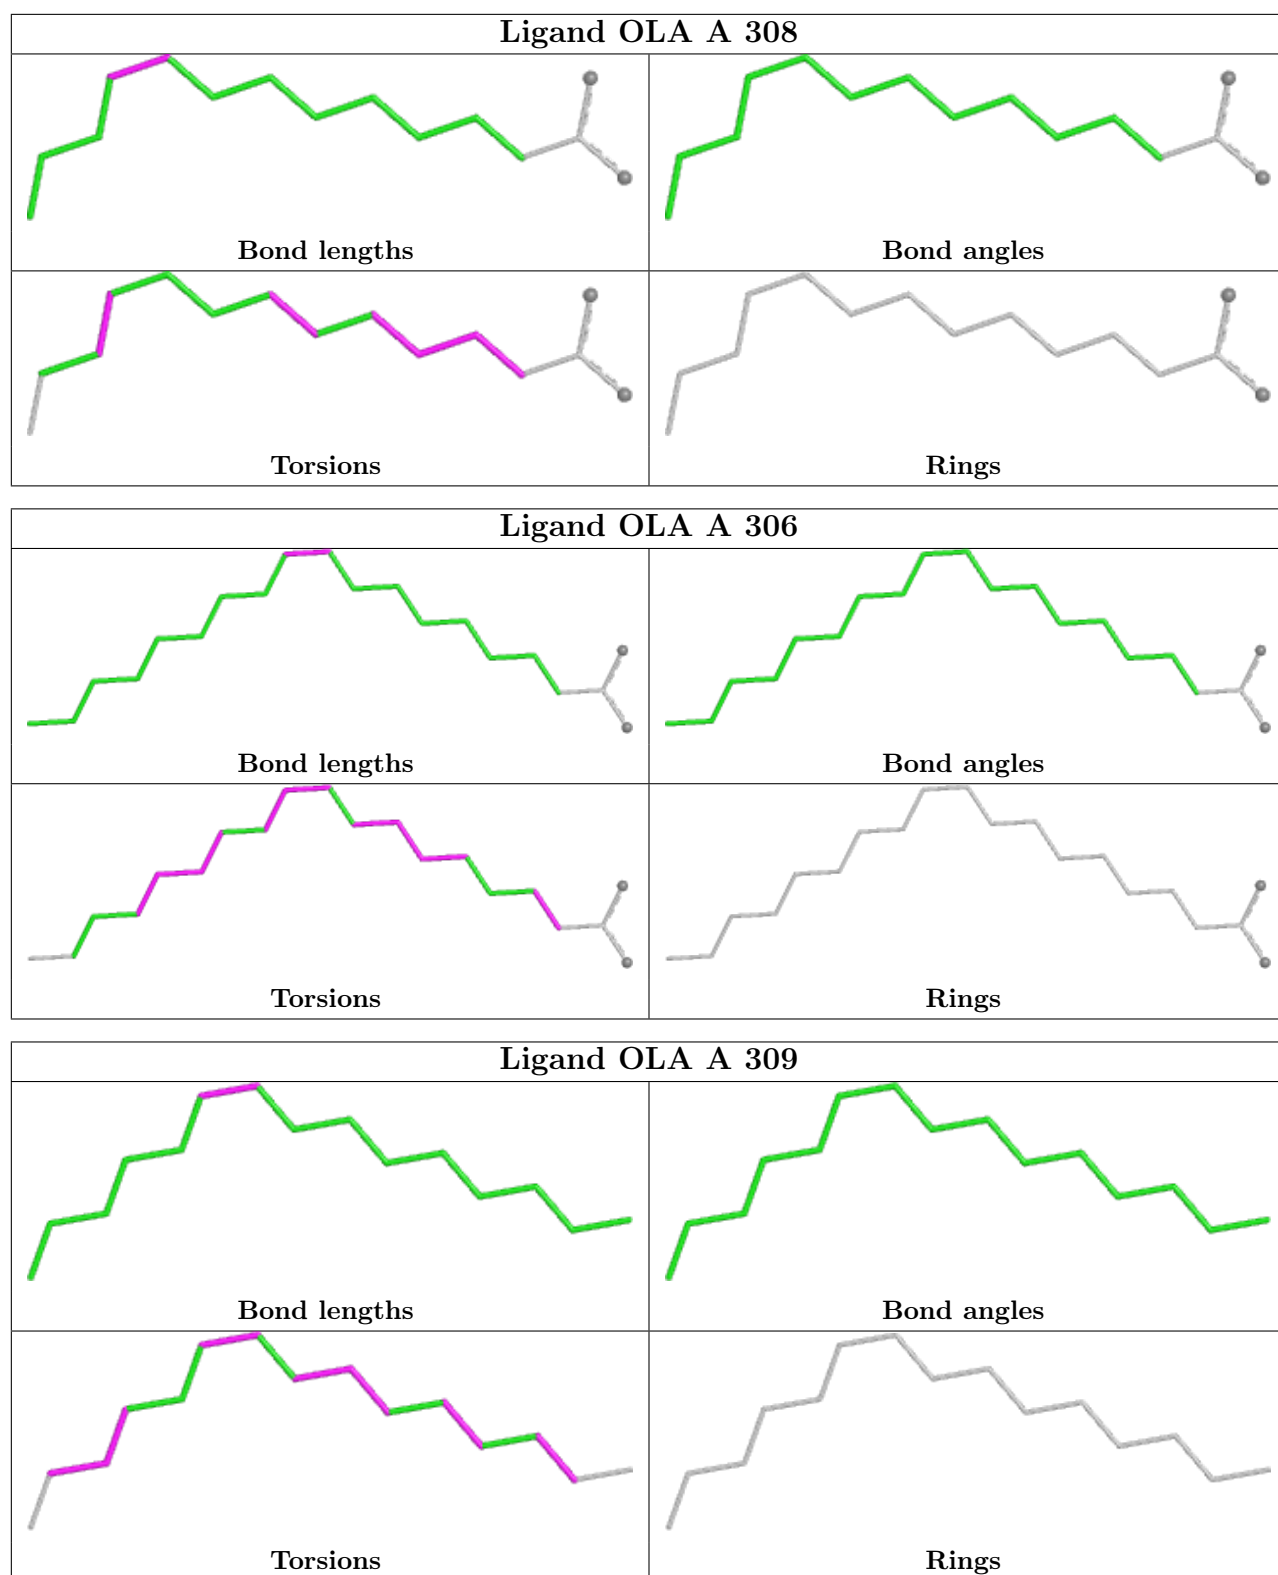 Ligand OLA A 308
Bond lengths
Bond angles
Torsions
Rings
Ligand OLA A 306
Bond lengths
Bond angles
Torsions
Rings
Ligand OLA A 309
Bond lengths
Bond angles
Torsions
Rings